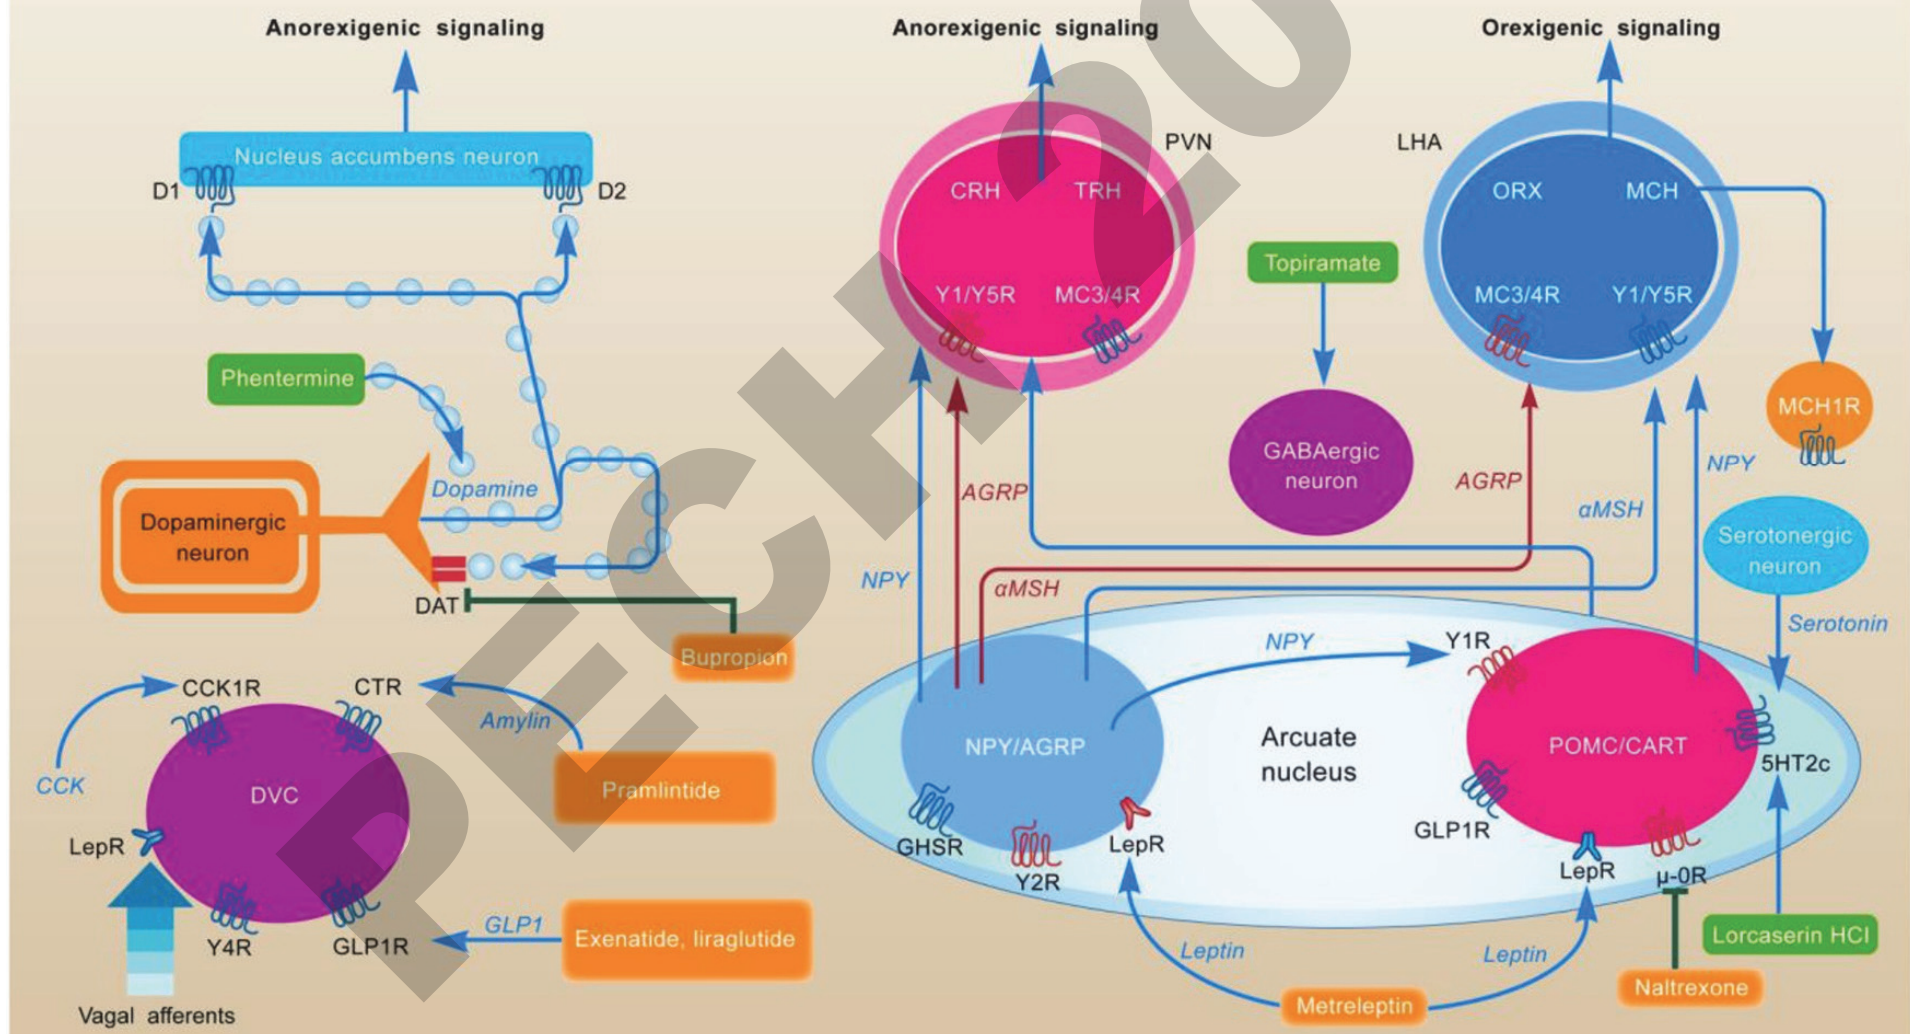 Anorexigenic signaling
Anorexigenic signaling
Orexigenic signaling
Nucleus accumbens neuron
D1
D2
PVN
CRH
TRH
Y1/Y5R
MC3/4R
LHA
ORX
MCH
MC3/4R
Y1/Y5R
Topiramate
GABAergic
neuron
MCH1R
Phentermine
Dopamine
Dopaminergic
neuron
DAT
Bupropion
NPY
AGRP
αMSH
AGRP
αMSH
NPY
Serotonergic
neuron
Serotonin
CCK1R
CTR
Amylin
Pramlintide
CCK
DVC
LepR
Y4R
GLP1R
GLP1
Exenatide, liraglutide
Vagal afferents
NPY
Y1R
NPY/AGRP
Arcuate
nucleus
POMC/CART
5HT2c
GHSR
Y2R
LepR
GLP1R
LepR
μ-0R
Leptin
Leptin
Metreleptin
Naltrexone
Lorcaserin HCl
PECH 20